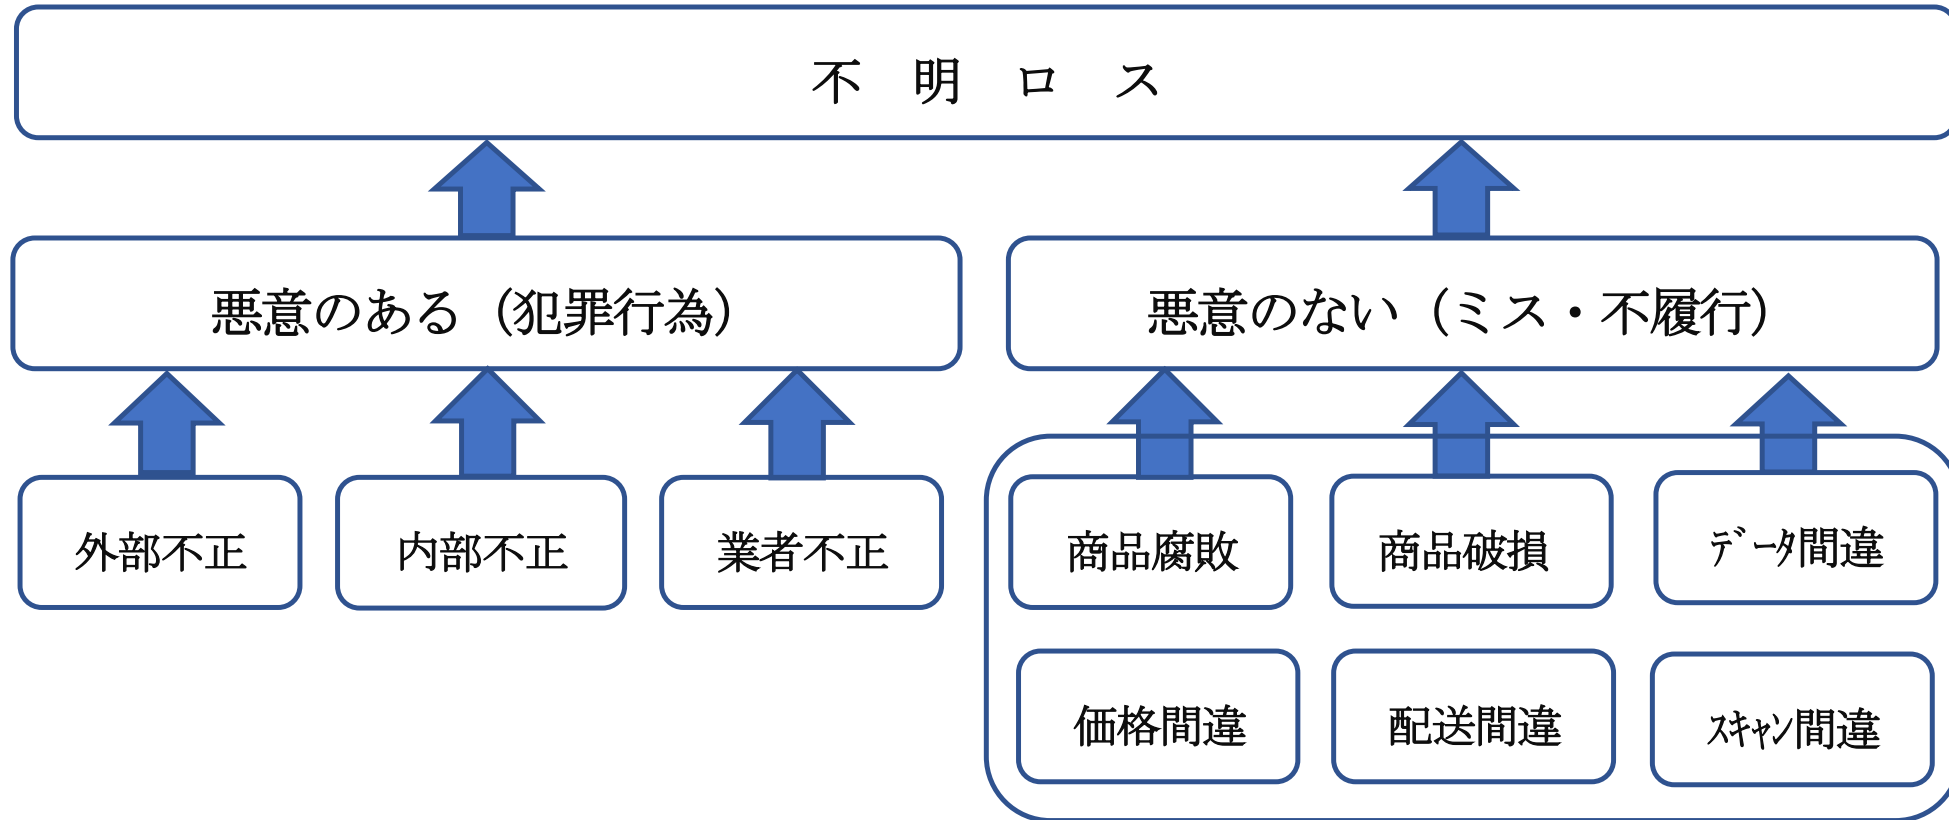 不 明 ロ ス
悪意のある（犯罪行為）
悪意のない（ミス・不履行）
外部不正
内部不正
業者不正
商品腐敗
商品破損
ﾃﾞｰﾀ間違
価格間違
配送間違
ｽｷｬﾝ間違